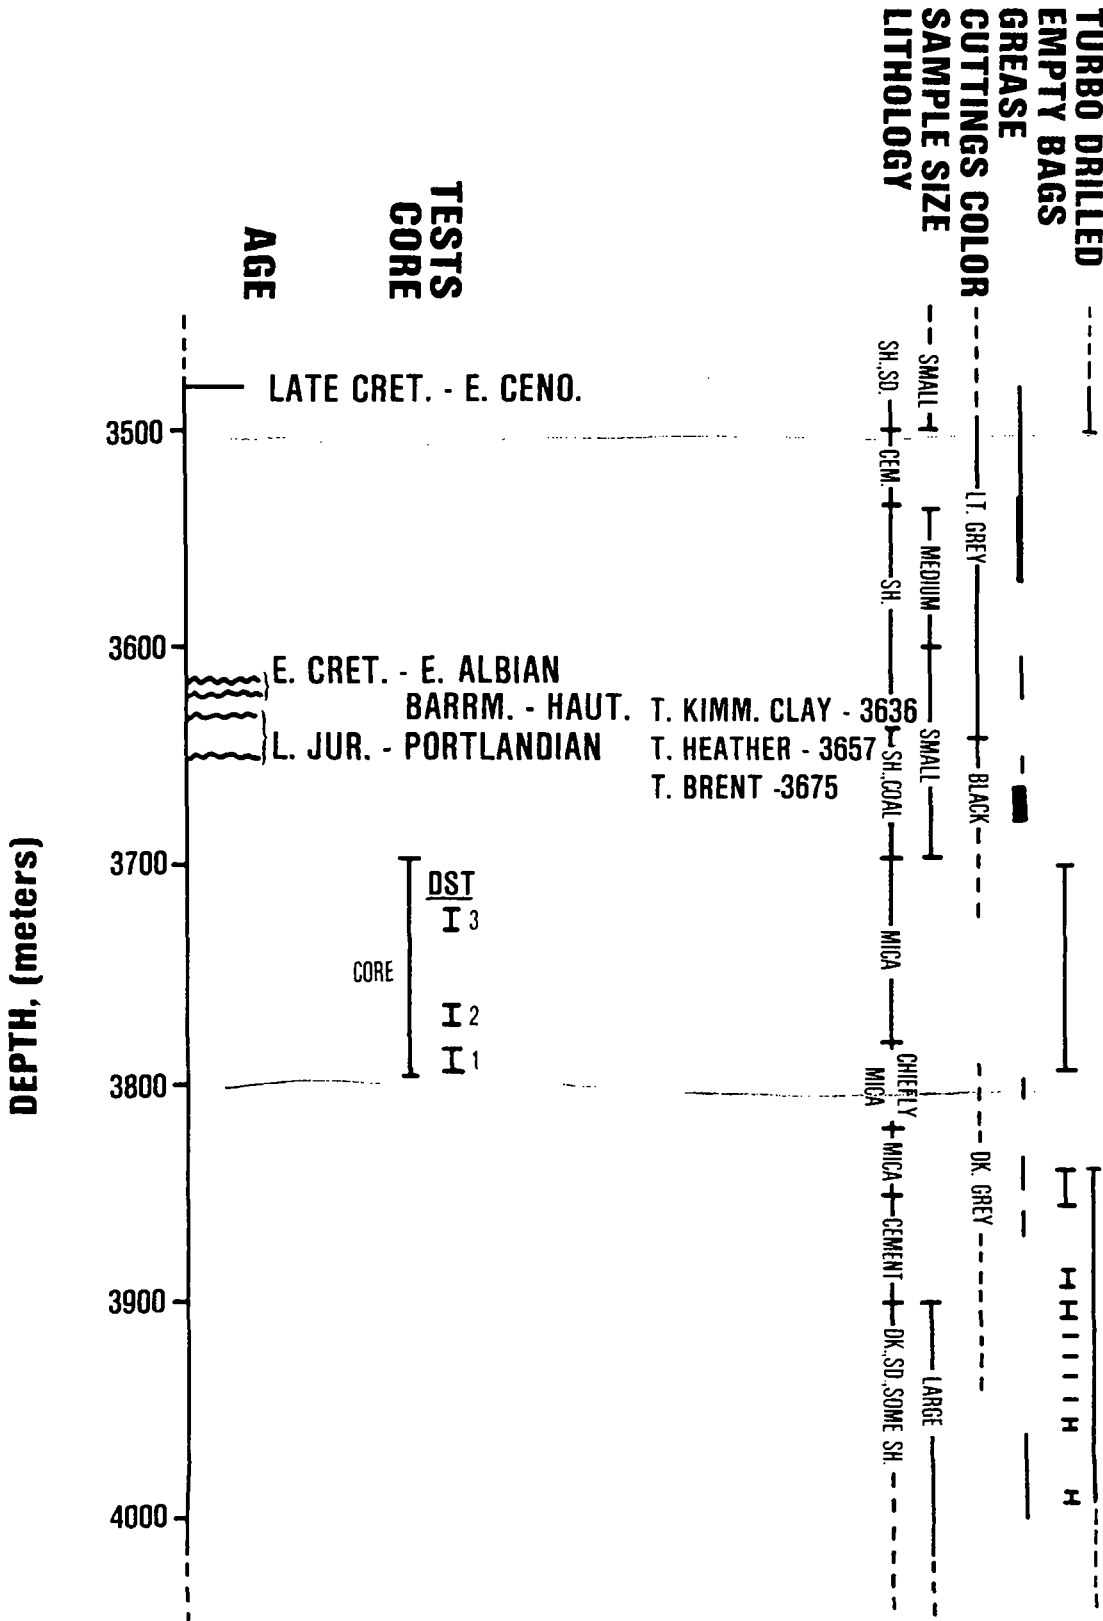 TURBO DRILLED
EMPTY BAGS
GREASE
CUTTINGS COLOR
SAMPLE SIZE
LITHOLOGY
TESTS
CORE
AGE
DEPTH, (meters)
3500
3600
3700
3800
3900
4000
LATE CRET. - E. CENO.
E. CRET. - E. ALBIAN
BARRM. - HAUT.
L. JUR. - PORTLANDIAN
T. KIMM. CLAY - 3636
T. HEATHER - 3657
T. BRENT -3675
CORE
DST
3
2
1
SH.,SD.
CEM.
SH.
SH.,COAL
MICA
CHIEFLY
MICA
MICA
CEMENT
DK.,SD.,SOME SH.
SMALL
MEDIUM
SMALL
LARGE
LT. GREY
BLACK
DK. GREY